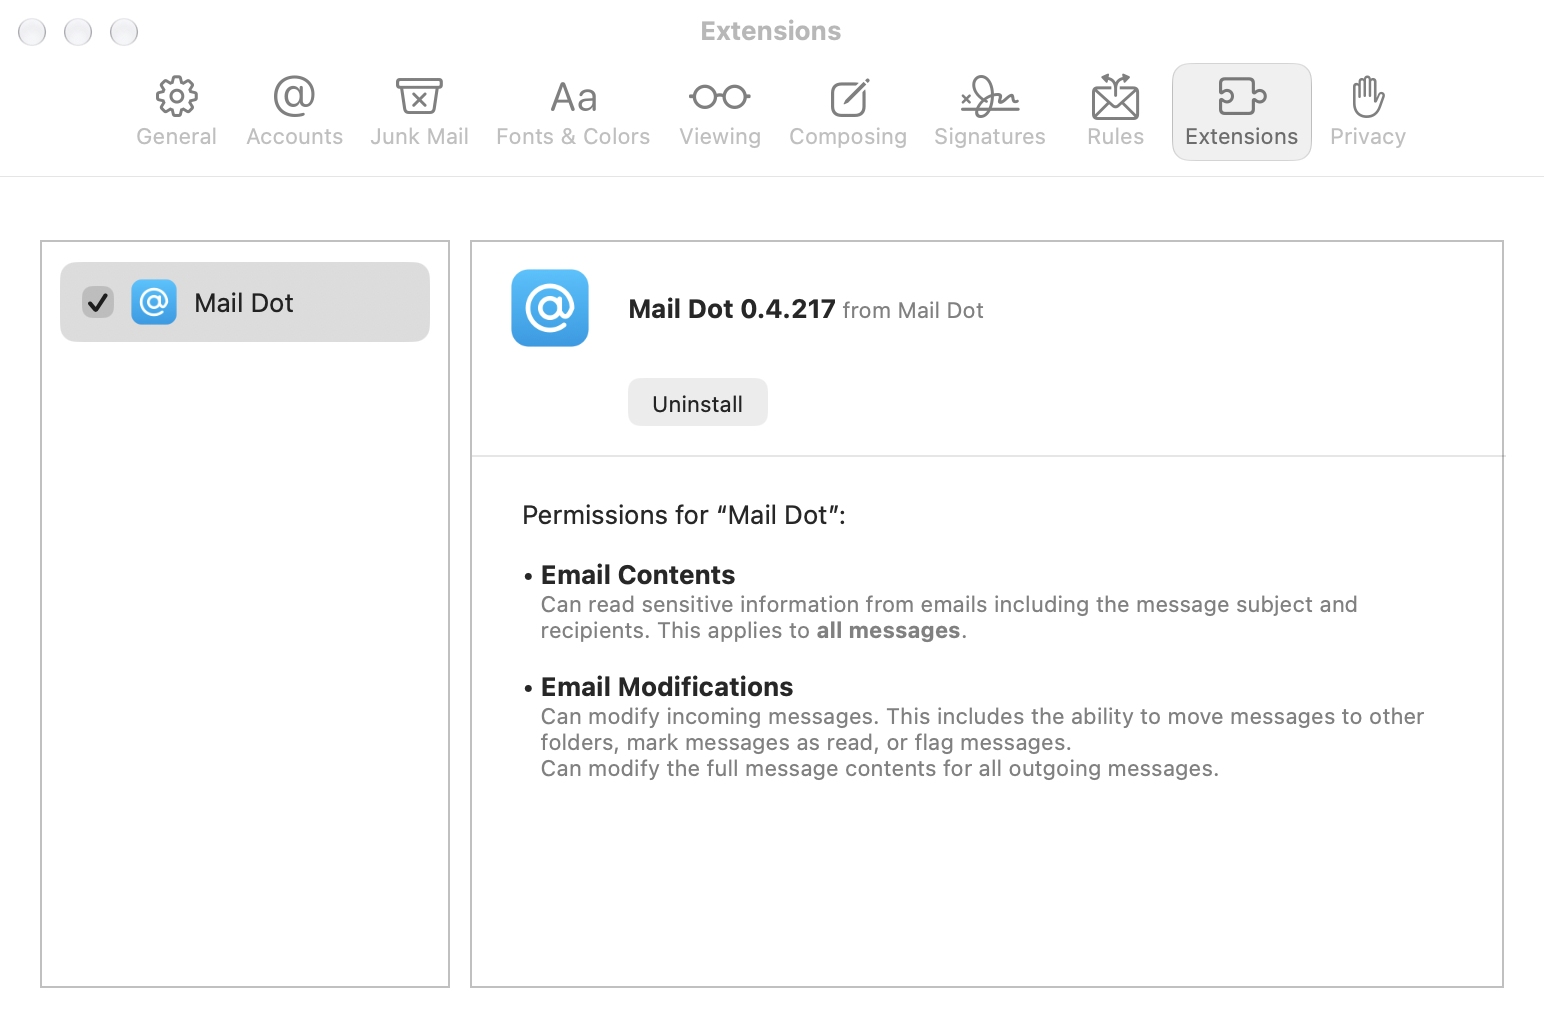 Extensions
General
Accounts
Junk Mail
Aa
Fonts & Colors
Viewing
Composing
Signatures
Rules
Extensions
Privacy
Mail Dot
Mail Dot 0.4.217 from Mail Dot
Uninstall
Permissions for “Mail Dot”:
• Email Contents
Can read sensitive information from emails including the message subject and
recipients. This applies to all messages.
• Email Modifications
Can modify incoming messages. This includes the ability to move messages to other
folders, mark messages as read, or flag messages.
Can modify the full message contents for all outgoing messages.